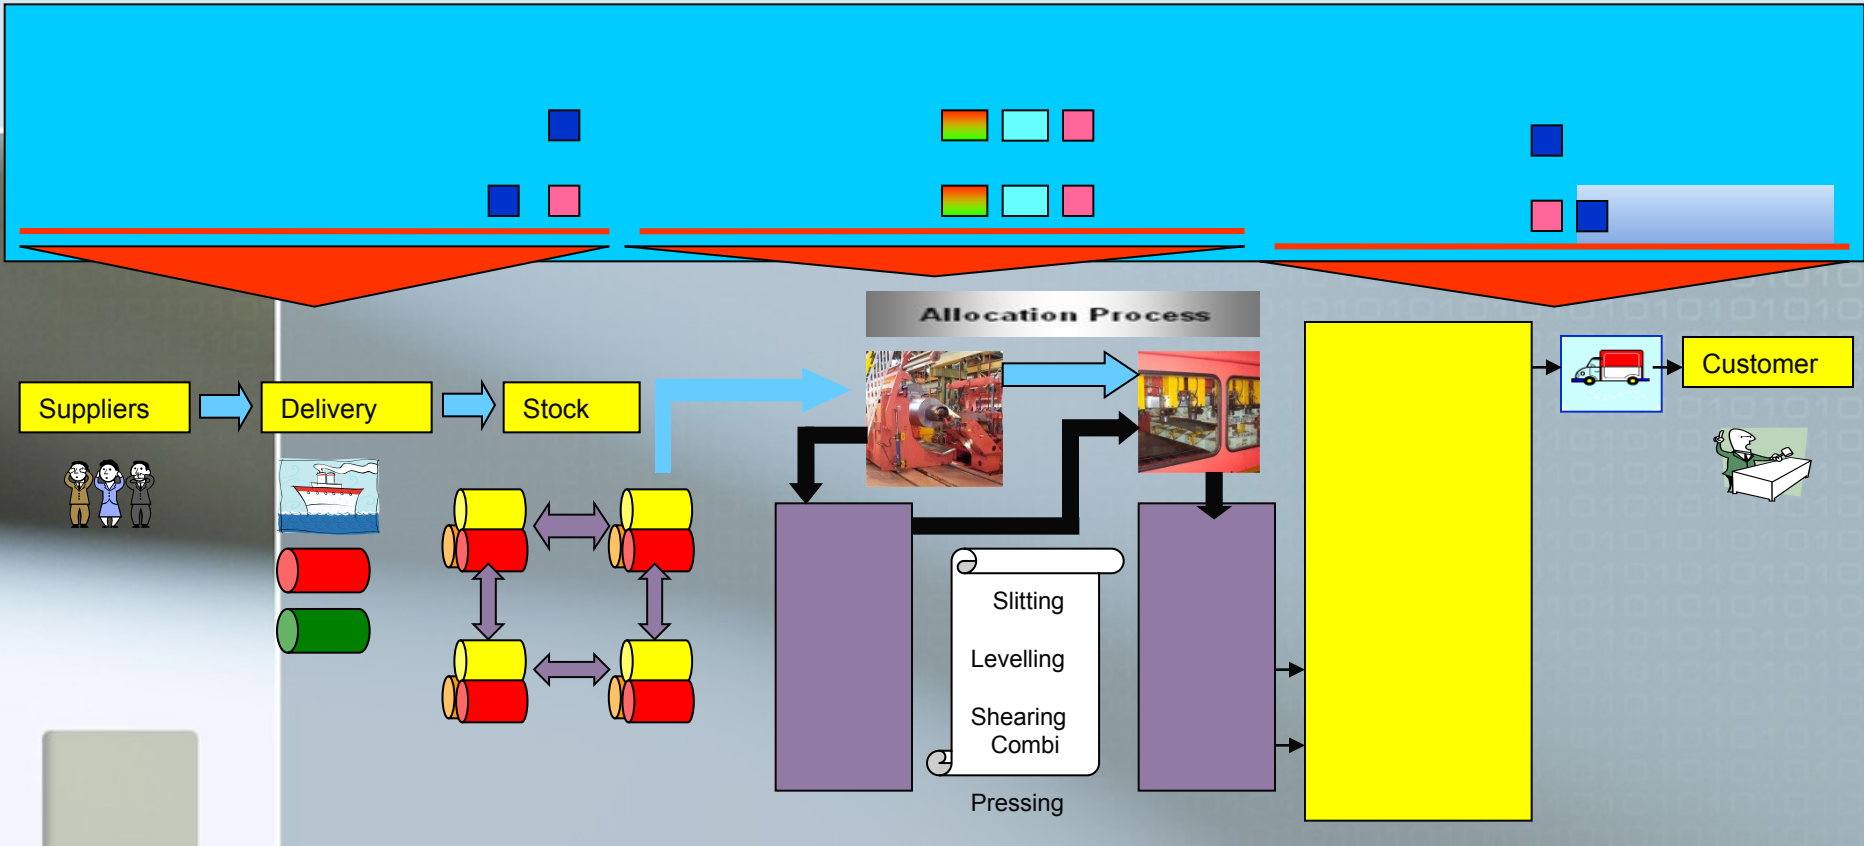 Allocation Process
Customer
Suppliers
Delivery
Stock
Slitting
Levelling
Shearing
Combi
Pressing